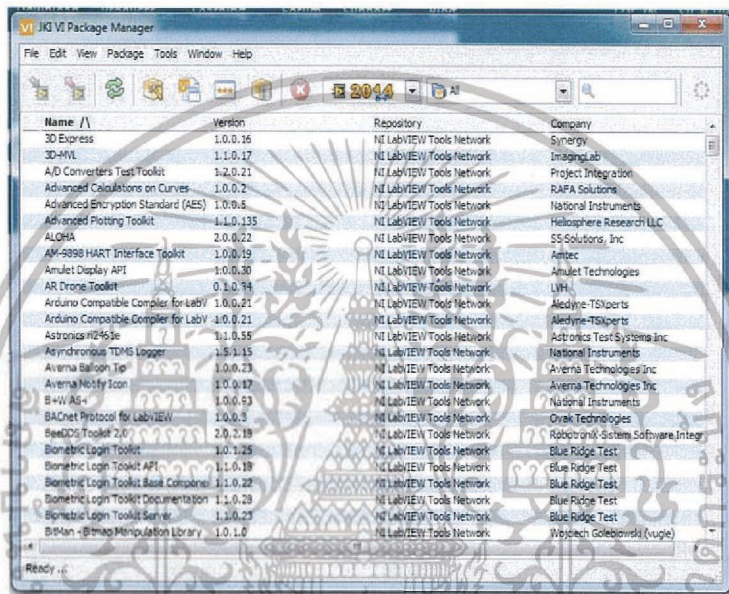 JKI VI Package Manager
File Edit View Package Tools Window Help
2014 All
Name /\ Version Repository Company
3D Express 1.0.0.16 NI LabVIEW Tools Network Synergy
3D-MVL 1.1.0.17 NI LabVIEW Tools Network ImagingLab
A/D Converters Test Toolkit 1.2.0.21 NI LabVIEW Tools Network Project Integration
Advanced Calculations on Curves 1.0.0.2 NI LabVIEW Tools Network RAFA Solutions
Advanced Encryption Standard (AES) 1.0.0.5 NI LabVIEW Tools Network National Instruments
Advanced Plotting Toolkit 1.1.0.135 NI LabVIEW Tools Network Heliosphere Research LLC
ALOHA 2.0.0.22 NI LabVIEW Tools Network SS Solutions, Inc
AM-9898 HART Interface Toolkit 1.0.0.19 NI LabVIEW Tools Network Amtec
Amulet Display API 1.0.0.30 NI LabVIEW Tools Network Amulet Technologies
AR Drone Toolkit 0.1.0.34 NI LabVIEW Tools Network LVH
Arduino Compatible Compiler for LabV 1.0.0.21 NI LabVIEW Tools Network Aledyne-TSXperts
Arduino Compatible Compiler for LabV 1.0.0.21 NI LabVIEW Tools Network Aledyne-TSXperts
Astronics n2461e 1.1.0.55 NI LabVIEW Tools Network Astronics Test Systems Inc
Asynchronous TDMS Logger 1.5.1.15 NI LabVIEW Tools Network National Instruments
Averna Balloon Tip 1.0.0.23 NI LabVIEW Tools Network Averna Technologies Inc
Averna Notify Icon 1.0.0.17 NI LabVIEW Tools Network Averna Technologies Inc
B+W AS-i 1.0.0.93 NI LabVIEW Tools Network National Instruments
BACnet Protocol for LabVIEW 1.0.0.3 NI LabVIEW Tools Network Ovak Technologies
BeeDDS Toolkit 2.0 2.0.2.18 NI LabVIEW Tools Network RobotroniX-Sistemi Software Integr
Biometric Login Toolkit 1.0.1.25 NI LabVIEW Tools Network Blue Ridge Test
Biometric Login Toolkit API 1.1.0.18 NI LabVIEW Tools Network Blue Ridge Test
Biometric Login Toolkit Base Componen 1.1.0.22 NI LabVIEW Tools Network Blue Ridge Test
Biometric Login Toolkit Documentation 1.1.0.28 NI LabVIEW Tools Network Blue Ridge Test
Biometric Login Toolkit Server 1.1.0.23 NI LabVIEW Tools Network Blue Ridge Test
BitMan - Bitmap Manipulation Library 1.0.1.0 NI LabVIEW Tools Network Wojciech Golebiowski (vugie)
Ready ...